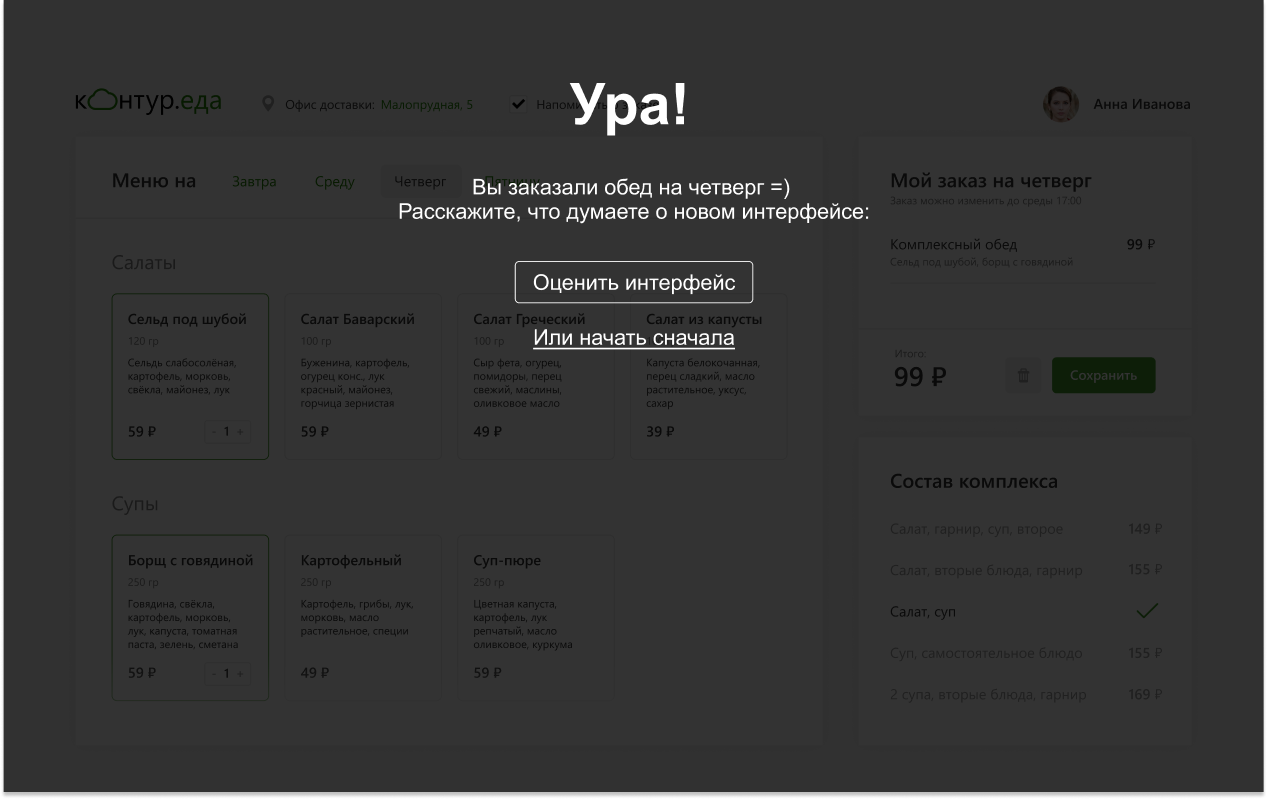 Ура!
контур.еда
Офис доставки: Малопрудная, 5
Анна Иванова
Вы заказали обед на четверг =)
Расскажите, что думаете о новом интерфейсе:
Оценить интерфейс
Или начать сначала
Меню на
Завтра
Среду
Четверг
Пятницу
Салаты
Сельд под шубой
120 гр
Сельдь слабосолёная,
картофель, морковь,
свёкла, майонез, лук
59 ₽
- 1 +
Салат Баварский
100 гр
Буженина, картофель,
огурец конс., лук
красный, майонез,
горчица зернистая
59 ₽
Салат Греческий
100 гр
Сыр фета, огурец,
помидоры, перец
свежий, маслины,
оливковое масло
49 ₽
Салат из капусты
Капуста белокочанная,
перец сладкий, масло
растительное, уксус,
сахар
39 ₽
Супы
Борщ с говядиной
250 гр
Говядина, свёкла,
картофель, морковь,
лук, капуста, томатная
паста, зелень, сметана
59 ₽
- 1 +
Картофельный
250 гр
Картофель, грибы, лук,
морковь, масло
растительное, специи
49 ₽
Суп-пюре
250 гр
Цветная капуста,
картофель, лук
репчатый, масло
оливковое, куркума
59 ₽
Мой заказ на четверг
Заказ можно изменить до среды 17:00
Комплексный обед
99 ₽
Сельд под шубой, борщ с говядиной
Итого:
99 ₽
Сохранить
Состав комплекса
Салат, гарнир, суп, второе
149 ₽
Салат, вторые блюда, гарнир
155 ₽
Салат, суп
Суп, самостоятельное блюдо
155 ₽
2 супа, вторые блюда, гарнир
169 ₽